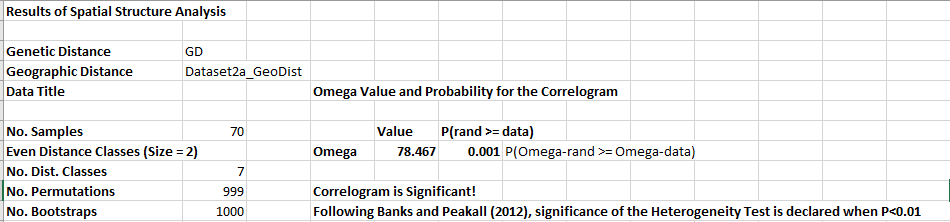 Results of Spatial Structure Analysis
Genetic Distance GD
Geographic Distance Dataset2a_GeoDist
Data Title Omega Value and Probability for the Correlogram
No. Samples 70 Value P(rand >= data)
Even Distance Classes (Size = 2) Omega 78.467 0.001 P(Omega-rand >= Omega-data)
No. Dist. Classes 7
No. Permutations 999 Correlogram is Significant!
No. Bootstraps 1000 Following Banks and Peakall (2012), significance of the Heterogeneity Test is declared when P<0.01